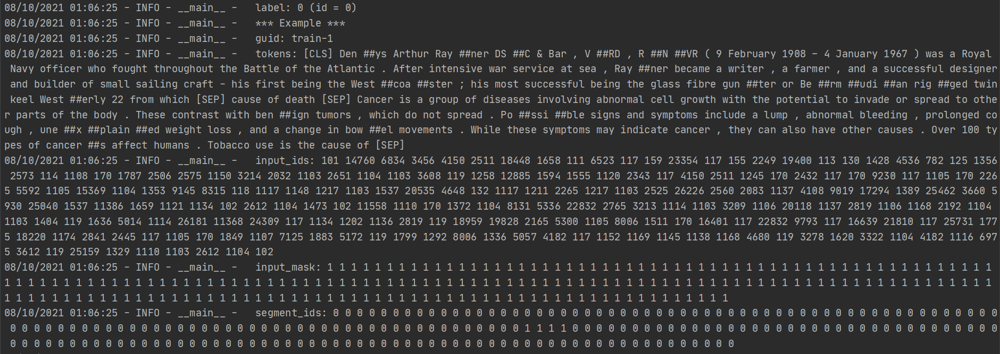 08/10/2021 01:06:25 - INFO - __main__ -   label: 0 (id = 0)
08/10/2021 01:06:25 - INFO - __main__ -   *** Example ***
08/10/2021 01:06:25 - INFO - __main__ -   guid: train-1
08/10/2021 01:06:25 - INFO - __main__ -   tokens: [CLS] Den ##ys Arthur Ray ##ner DS ##C & Bar , V ##RD , R ##N ##VR ( 9 February 1908 – 4 January 1967 ) was a Royal
Navy officer who fought throughout the Battle of the Atlantic . After intensive war service at sea , Ray ##ner became a writer , a farmer , and a successful designer
and builder of small sailing craft - his first being the West ##coa ##ster ; his most successful being the glass fibre gun ##ter or Be ##rm ##udi ##an rig ##ged twin
keel West ##erly 22 from which [SEP] cause of death [SEP] Cancer is a group of diseases involving abnormal cell growth with the potential to invade or spread to othe
r parts of the body . These contrast with ben ##ign tumors , which do not spread . Po ##ssi ##ble signs and symptoms include a lump , abnormal bleeding , prolonged co
ugh , une ##x ##plain ##ed weight loss , and a change in bow ##el movements . While these symptoms may indicate cancer , they can also have other causes . Over 100 ty
pes of cancer ##s affect humans . Tobacco use is the cause of [SEP]
08/10/2021 01:06:25 - INFO - __main__ -   input_ids: 101 14760 6834 3456 4150 2511 18448 1658 111 6523 117 159 23354 117 155 2249 19400 113 130 1428 4536 782 125 1356
2573 114 1108 170 1787 2506 2575 1150 3214 2032 1103 2651 1104 1103 3608 119 1258 12885 1594 1555 1120 2343 117 4150 2511 1245 170 2432 117 170 9230 117 1105 170 226
5 5592 1105 15369 1104 1353 9145 8315 118 1117 1148 1217 1103 1537 20535 4648 132 1117 1211 2265 1217 1103 2525 26226 2560 2083 1137 4108 9019 17294 1389 25462 3660 5
930 25040 1537 11386 1659 1121 1134 102 2612 1104 1473 102 11558 1110 170 1372 1104 8131 5336 22832 2765 3213 1114 1103 3209 1106 20118 1137 2819 1106 1168 2192 1104
1103 1404 119 1636 5014 1114 26181 11368 24309 117 1134 1202 1136 2819 119 18959 19828 2165 5300 1105 8006 1511 170 16401 117 22832 9793 117 16639 21810 117 25731 177
5 18220 1174 2841 2445 117 1105 170 1849 1107 7125 1883 5172 119 1799 1292 8006 1336 5057 4182 117 1152 1169 1145 1138 1168 4680 119 3278 1620 3322 1104 4182 1116 697
5 3612 119 25159 1329 1110 1103 2612 1104 102
08/10/2021 01:06:25 - INFO - __main__ -   input_mask: 1 1 1 1 1 1 1 1 1 1 1 1 1 1 1 1 1 1 1 1 1 1 1 1 1 1 1 1 1 1 1 1 1 1 1 1 1 1 1 1 1 1 1 1 1 1 1 1 1 1 1 1 1 1 1 1
1 1 1 1 1 1 1 1 1 1 1 1 1 1 1 1 1 1 1 1 1 1 1 1 1 1 1 1 1 1 1 1 1 1 1 1 1 1 1 1 1 1 1 1 1 1 1 1 1 1 1 1 1 1 1 1 1 1 1 1 1 1 1 1 1 1 1 1 1 1 1 1 1 1 1 1 1 1 1 1 1 1 1
1 1 1 1 1 1 1 1 1 1 1 1 1 1 1 1 1 1 1 1 1 1 1 1 1 1 1 1 1 1 1 1 1 1 1 1 1 1 1 1 1 1 1 1 1 1 1 1 1 1 1 1 1 1 1 1 1 1 1 1 1
08/10/2021 01:06:25 - INFO - __main__ -   segment_ids: 0 0 0 0 0 0 0 0 0 0 0 0 0 0 0 0 0 0 0 0 0 0 0 0 0 0 0 0 0 0 0 0 0 0 0 0 0 0 0 0 0 0 0 0 0 0 0 0 0 0 0 0 0 0 0 0
0 0 0 0 0 0 0 0 0 0 0 0 0 0 0 0 0 0 0 0 0 0 0 0 0 0 0 0 0 0 0 0 0 0 0 0 0 0 0 0 0 0 0 1 1 1 1 0 0 0 0 0 0 0 0 0 0 0 0 0 0 0 0 0 0 0 0 0 0 0 0 0 0 0 0 0 0 0 0 0 0 0 0
0 0 0 0 0 0 0 0 0 0 0 0 0 0 0 0 0 0 0 0 0 0 0 0 0 0 0 0 0 0 0 0 0 0 0 0 0 0 0 0 0 0 0 0 0 0 0 0 0 0 0 0 0 0 0 0 0 0 0 0 0